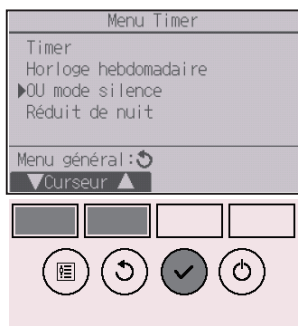 Menu Timer
Timer
Horloge hebdomadaire
▶OU mode silence
Réduit de nuit
Menu général:↺
▼Curseur ▲